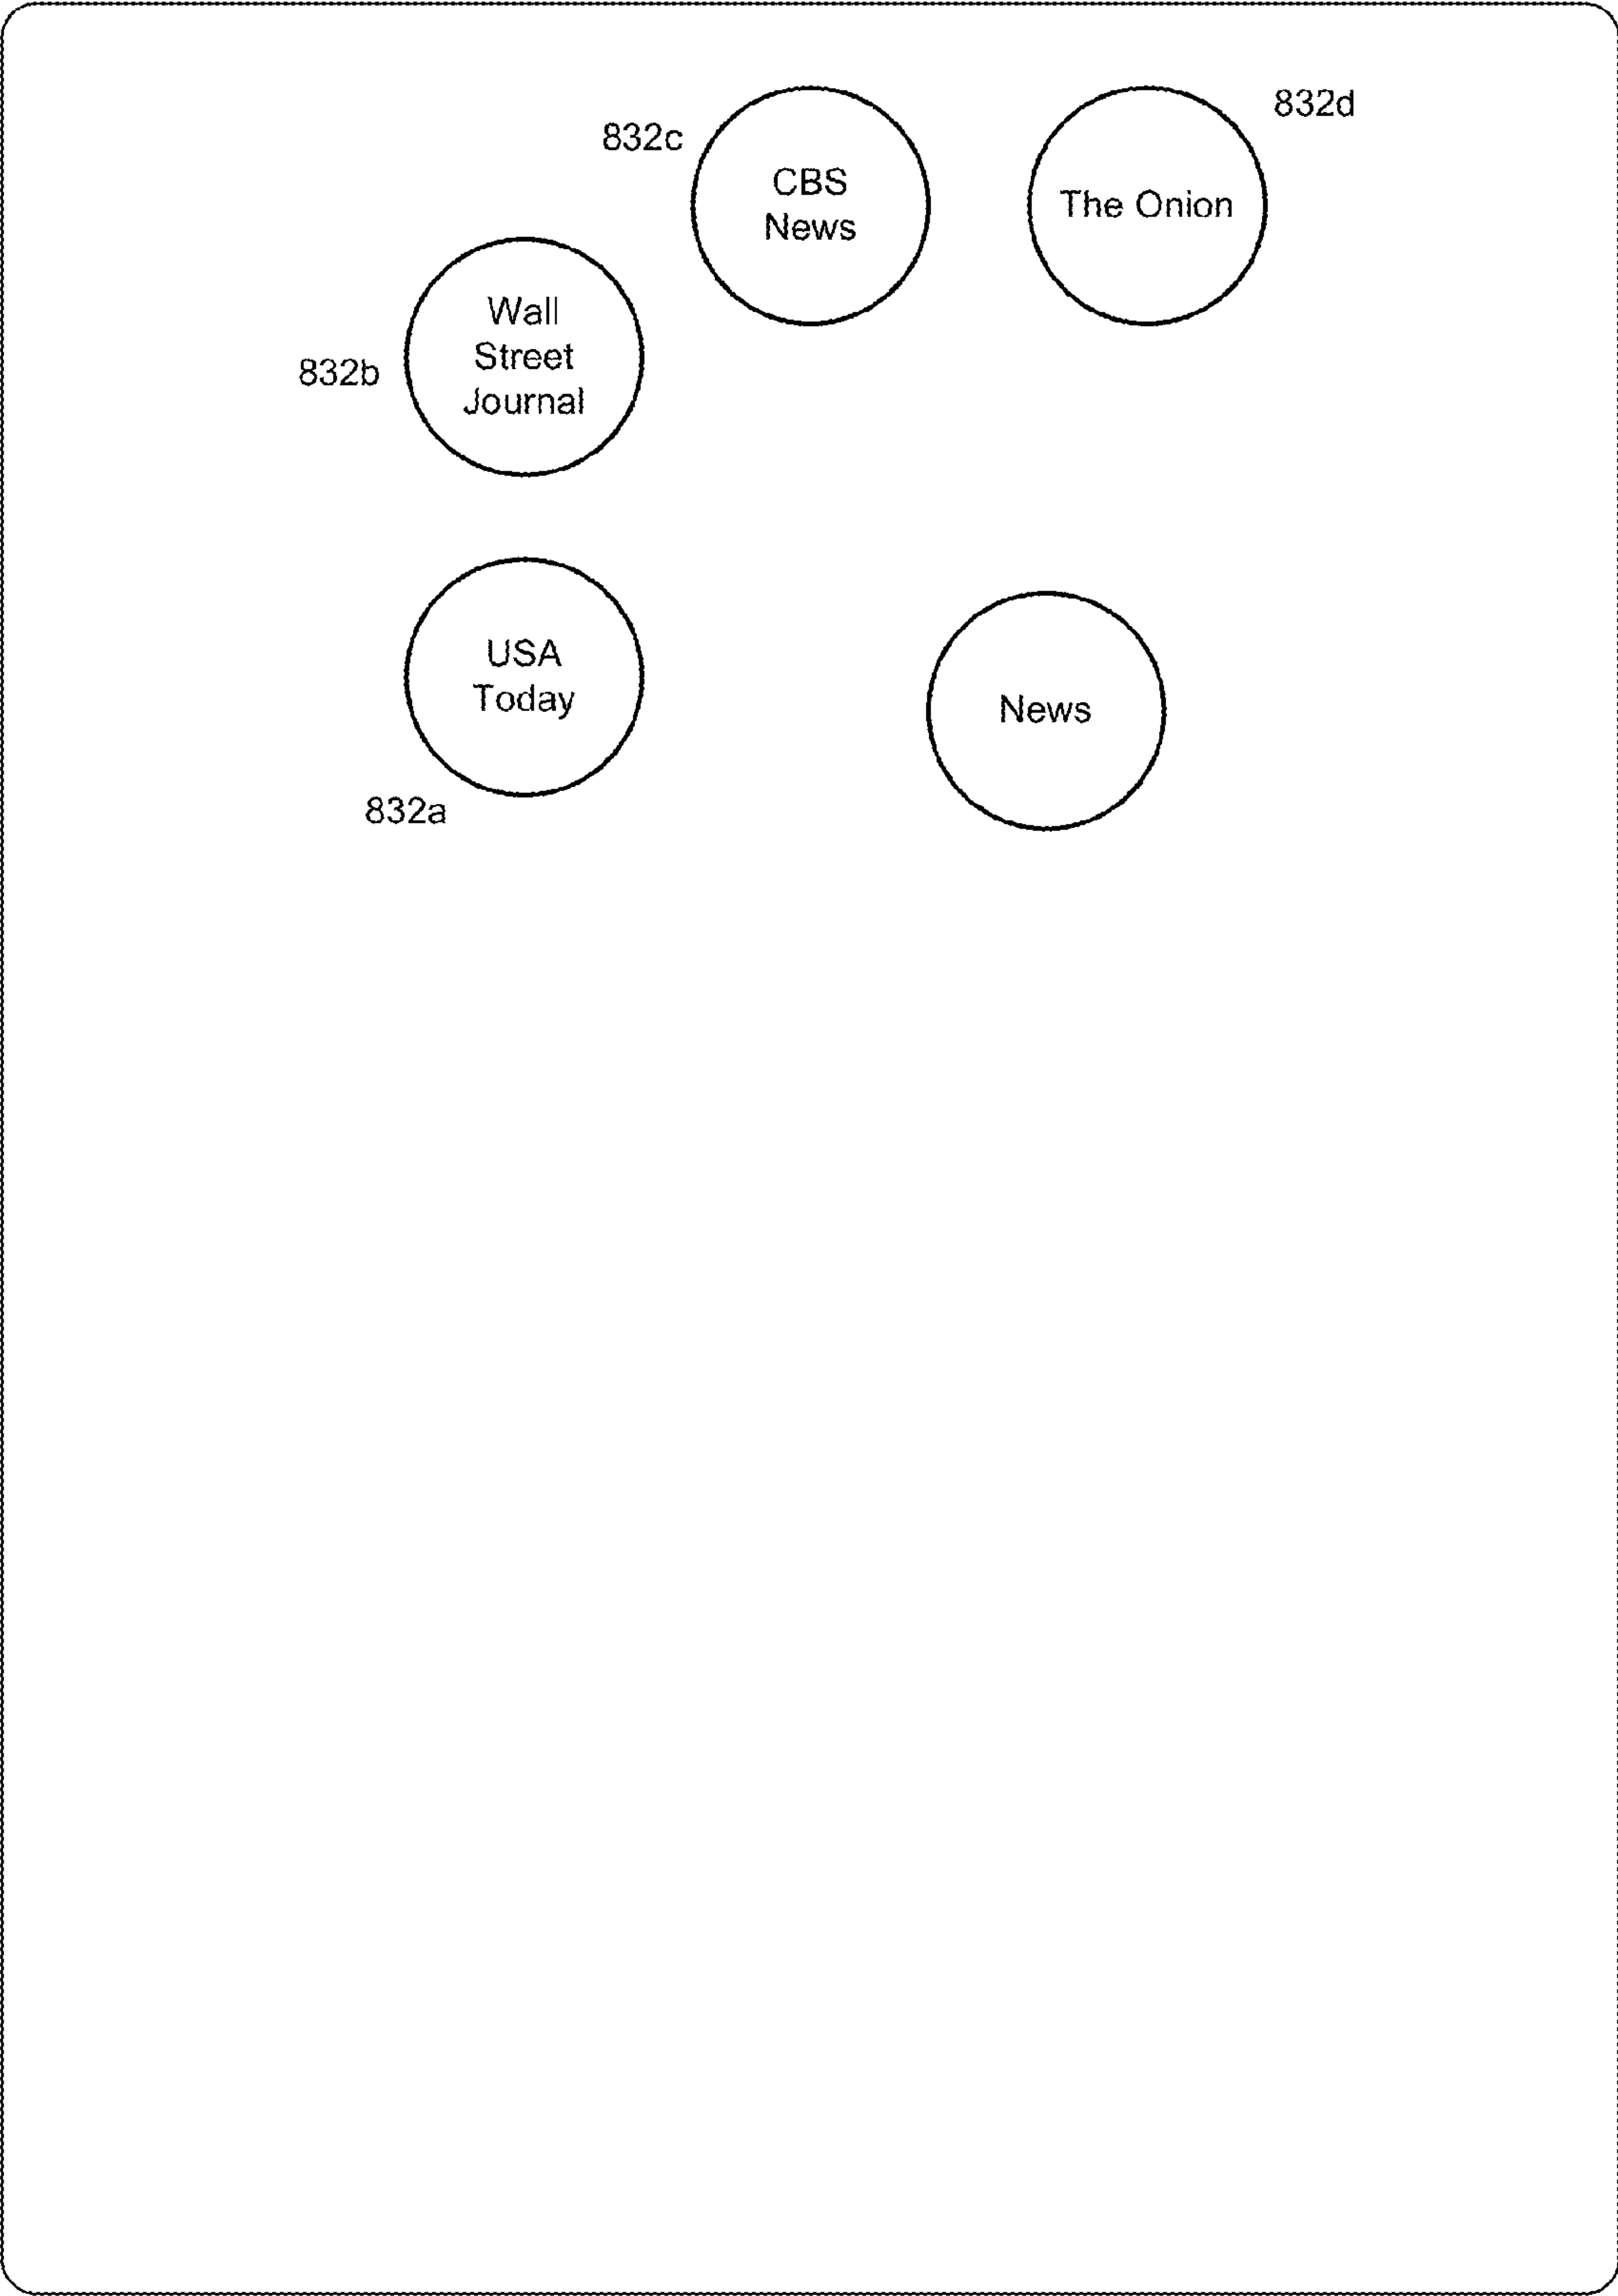 832d
832c
CBS
News
The Onion
Wall
Street
Journal
832b
USA
Today
News
832a